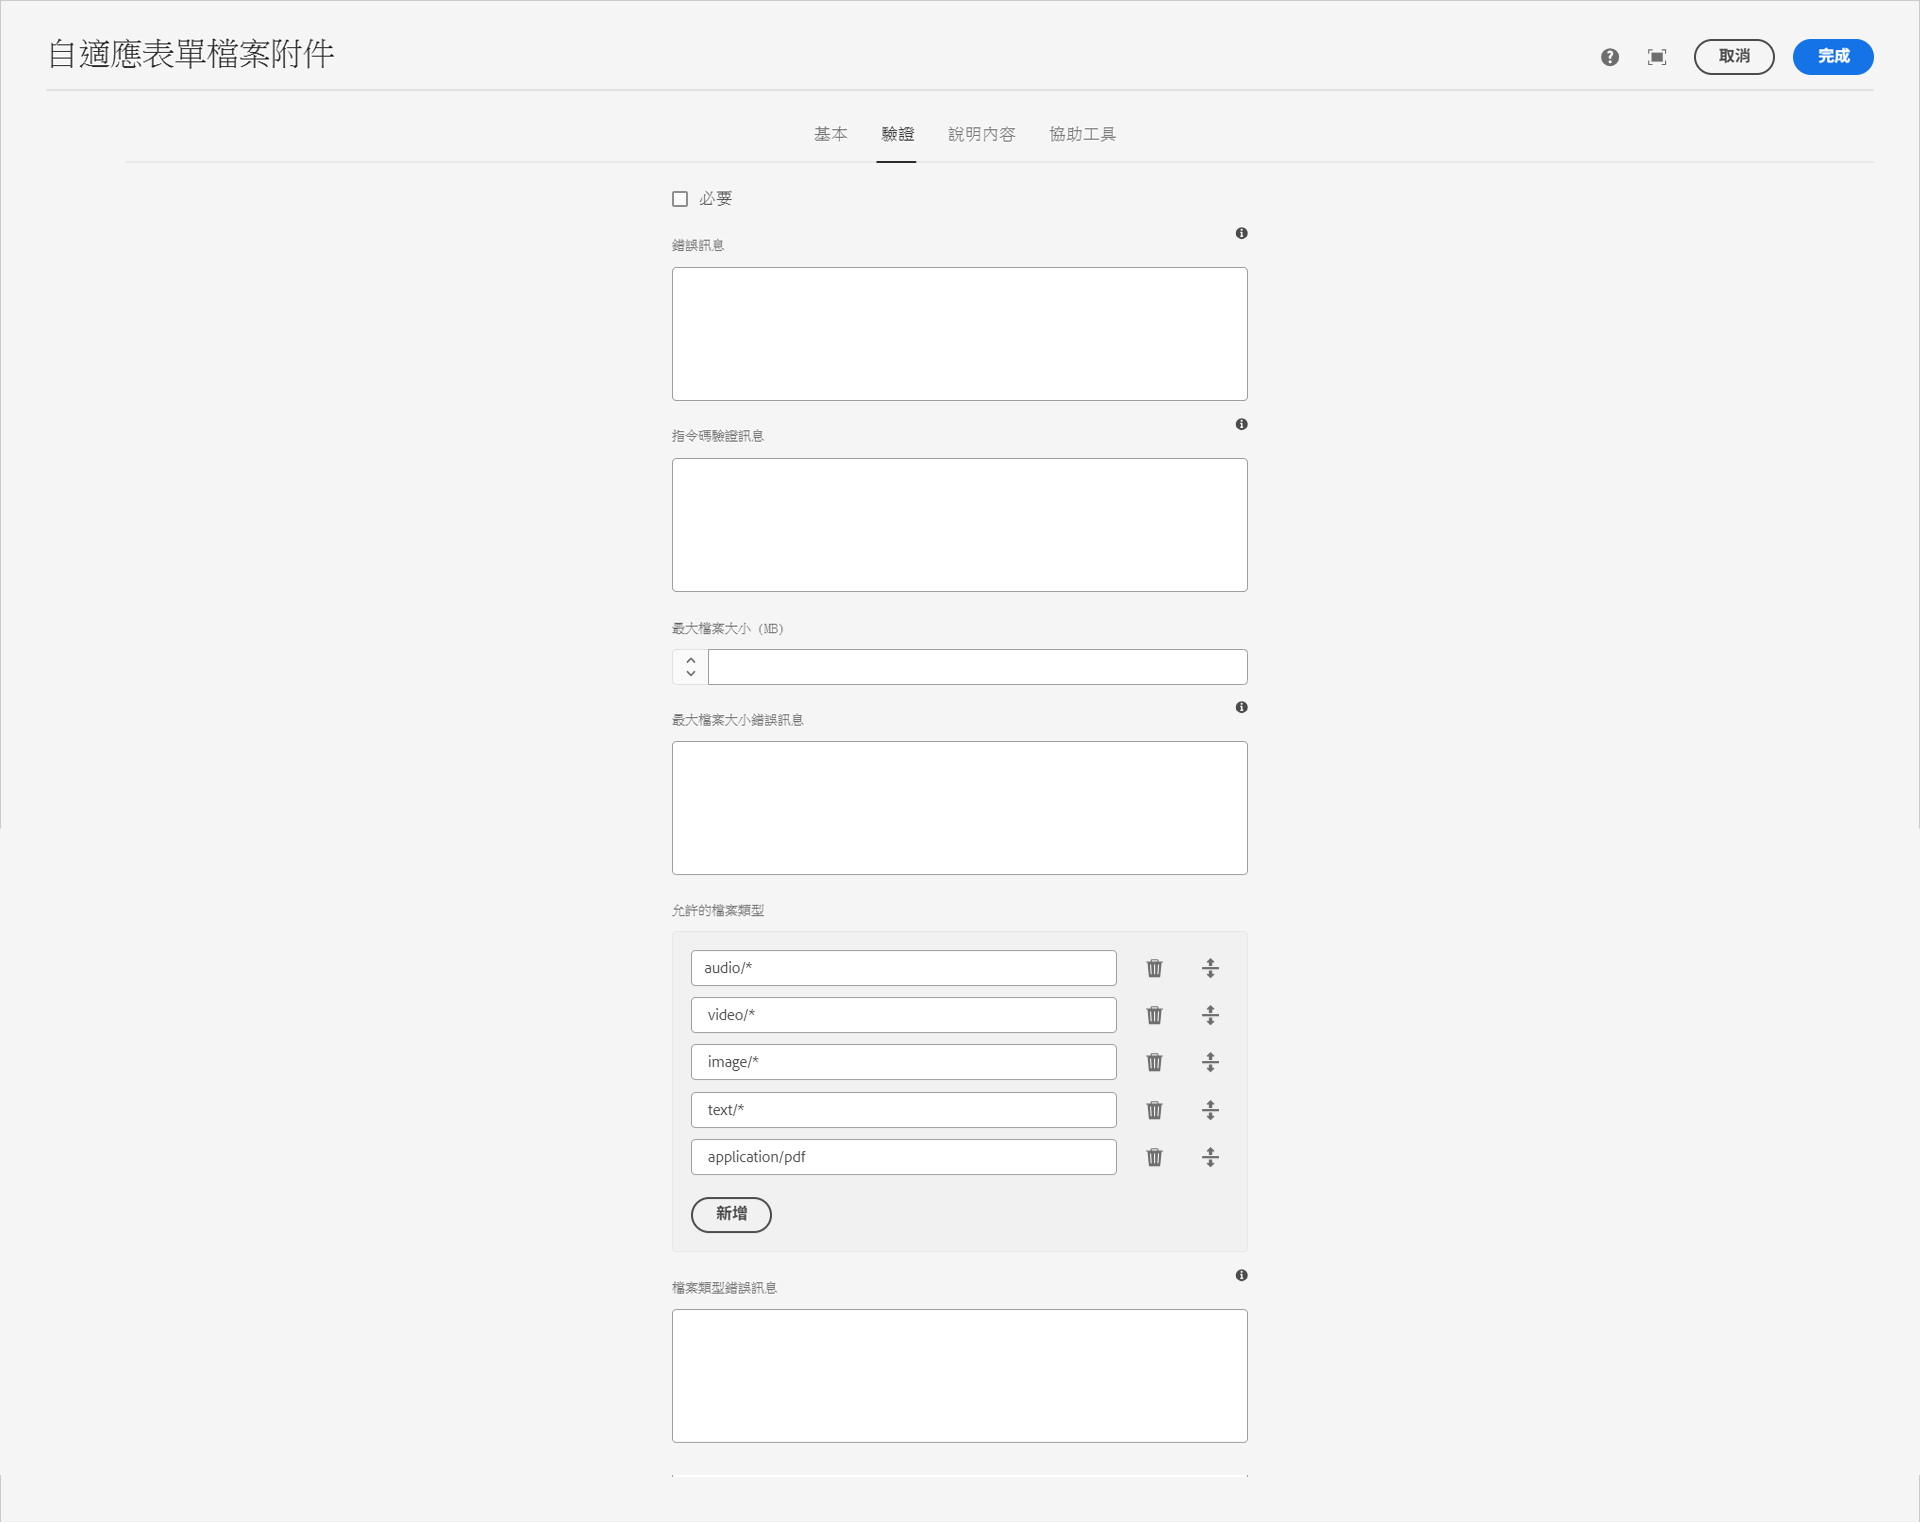 自適應表單檔案附件
取消
完成
基本
驗證
說明內容
協助工具
必要
錯誤訊息
指令碼驗證訊息
最大檔案大小 (MB)
最大檔案大小錯誤訊息
允許的檔案類型
audio/*
video/*
image/*
text/*
application/pdf
新增
檔案類型錯誤訊息